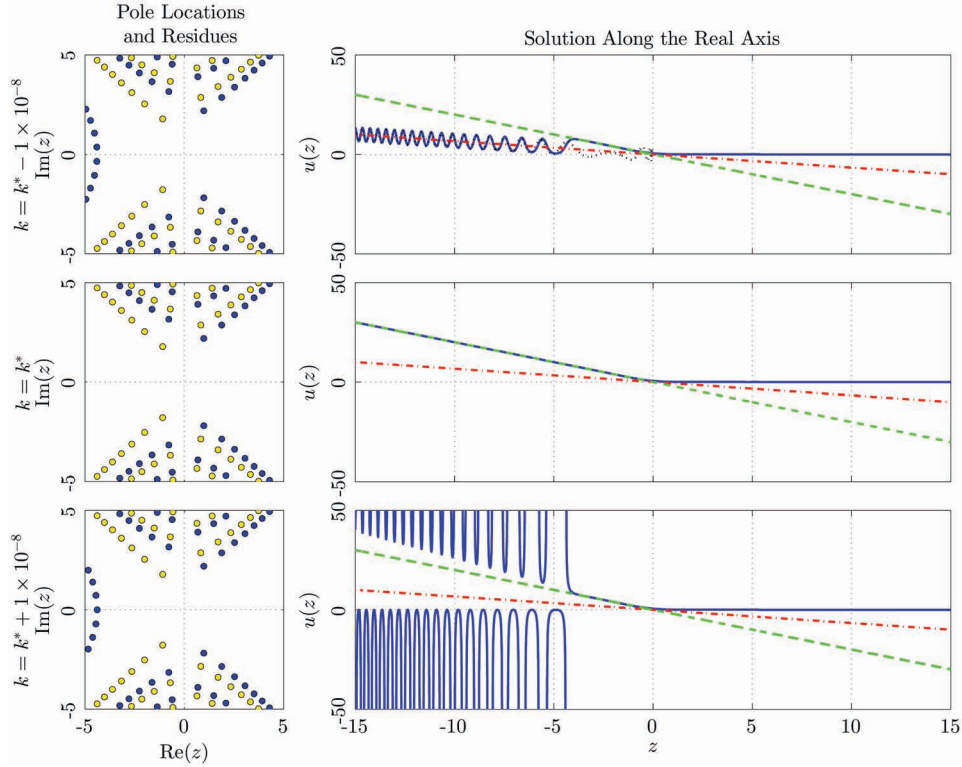 Pole Locations
and Residues
Solution Along the Real Axis
k = k* − 1 × 10⁻⁸
Im(z)
5
0
-5
u(z)
50
0
-50
k = k*
Im(z)
5
0
-5
u(z)
50
0
-50
k = k* + 1 × 10⁻⁸
Im(z)
5
0
-5
-5 0 5
Re(z)
u(z)
50
0
-50
-15 -10 -5 0 5 10 15
z